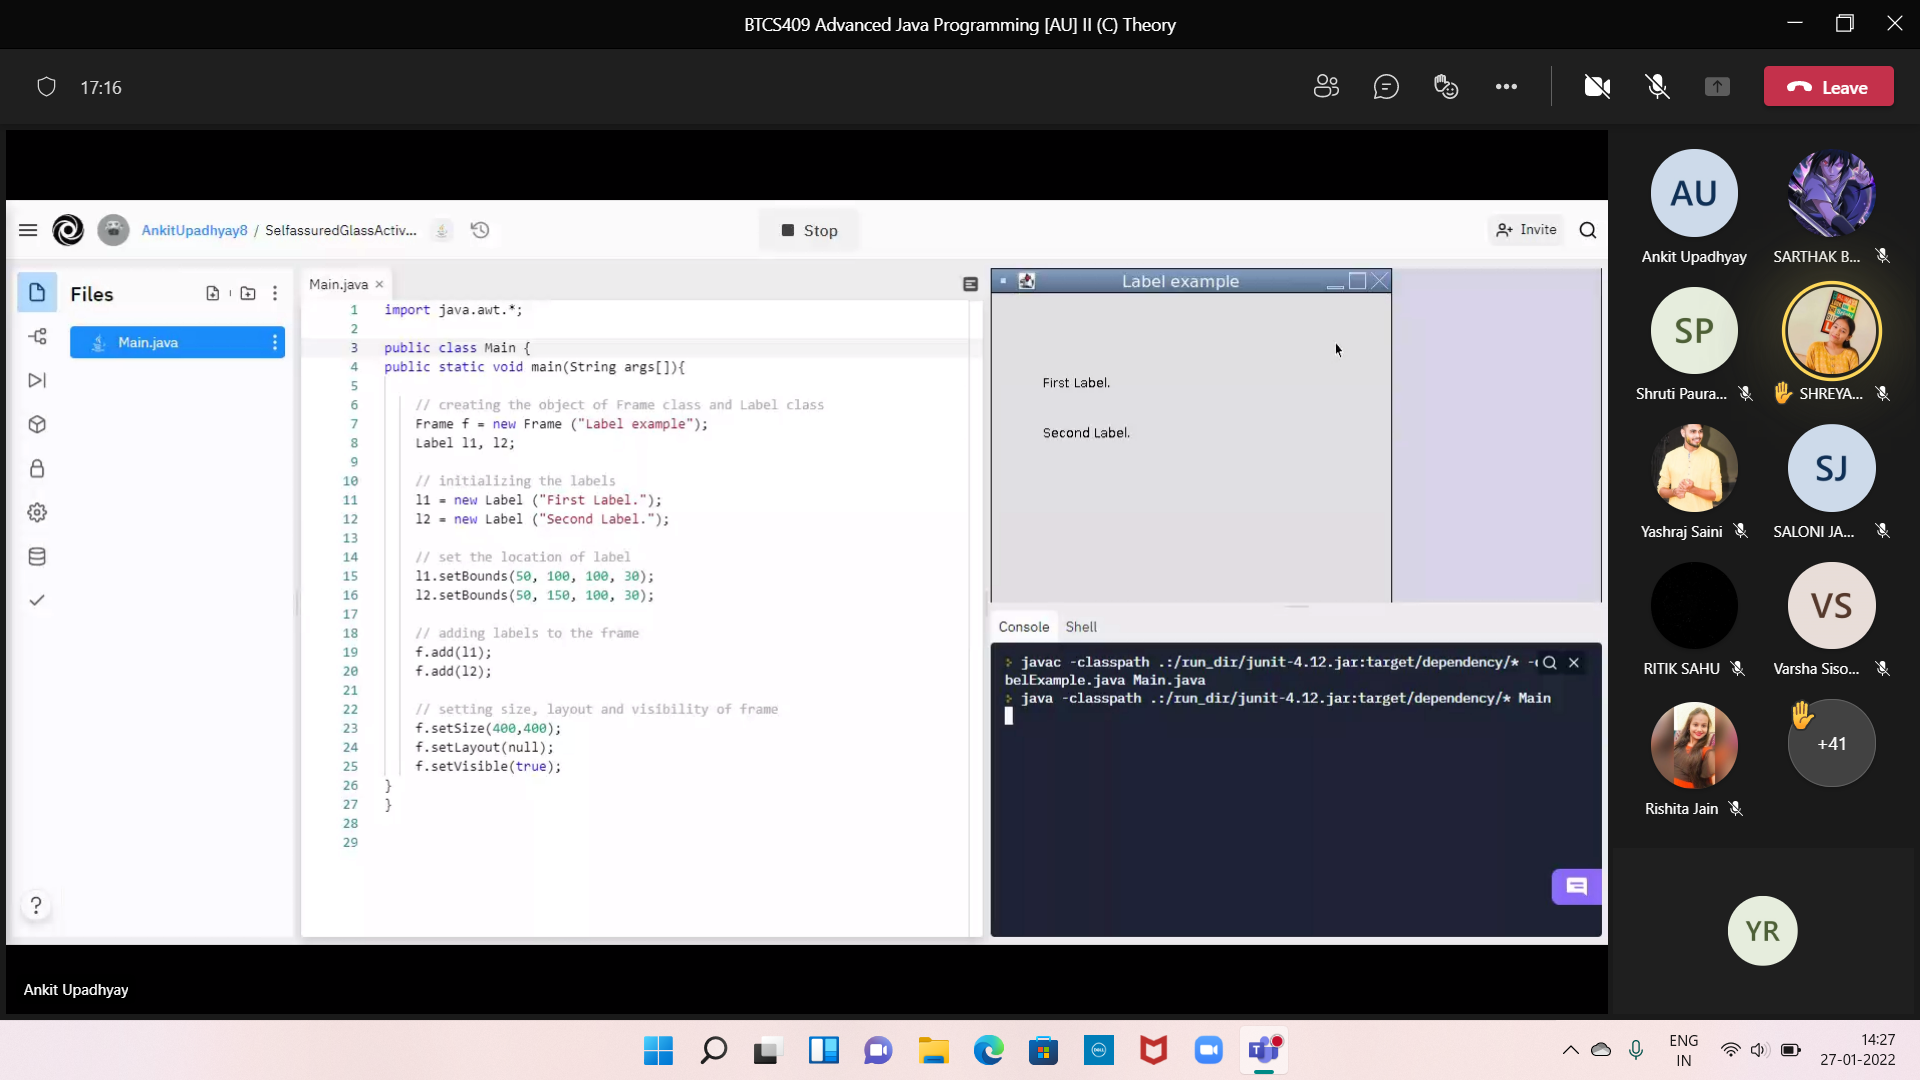 BTCS409 Advanced Java Programming [AU] II (C) Theory
17:16
Leave
AnkitUpadhyay8 / SelfassuredGlassActiv...
Stop
Invite
Files
Main.java
Main.java
1 import java.awt.*;
2
3 public class Main {
4 public static void main(String args[]){
5
6 // creating the object of Frame class and Label class
7 Frame f = new Frame ("Label example");
8 Label l1, l2;
9
10 // initializing the labels
11 l1 = new Label ("First Label.");
12 l2 = new Label ("Second Label.");
13
14 // set the location of label
15 l1.setBounds(50, 100, 100, 30);
16 l2.setBounds(50, 150, 100, 30);
17
18 // adding labels to the frame
19 f.add(l1);
20 f.add(l2);
21
22 // setting size, layout and visibility of frame
23 f.setSize(400,400);
24 f.setLayout(null);
25 f.setVisible(true);
26 }
27 }
28
29
Label example
First Label.
Second Label.
Console Shell
javac -classpath .:/run_dir/junit-4.12.jar:target/dependency/* -
belExample.java Main.java
java -classpath .:/run_dir/junit-4.12.jar:target/dependency/* Main
?
Ankit Upadhyay
AU
Ankit Upadhyay
SARTHAK B...
SP
Shruti Paura...
SHREYA...
Yashraj Saini
SJ
SALONI JA...
RITIK SAHU
VS
Varsha Siso...
Rishita Jain
+41
YR
DELL
T
ENG
IN
14:27
27-01-2022